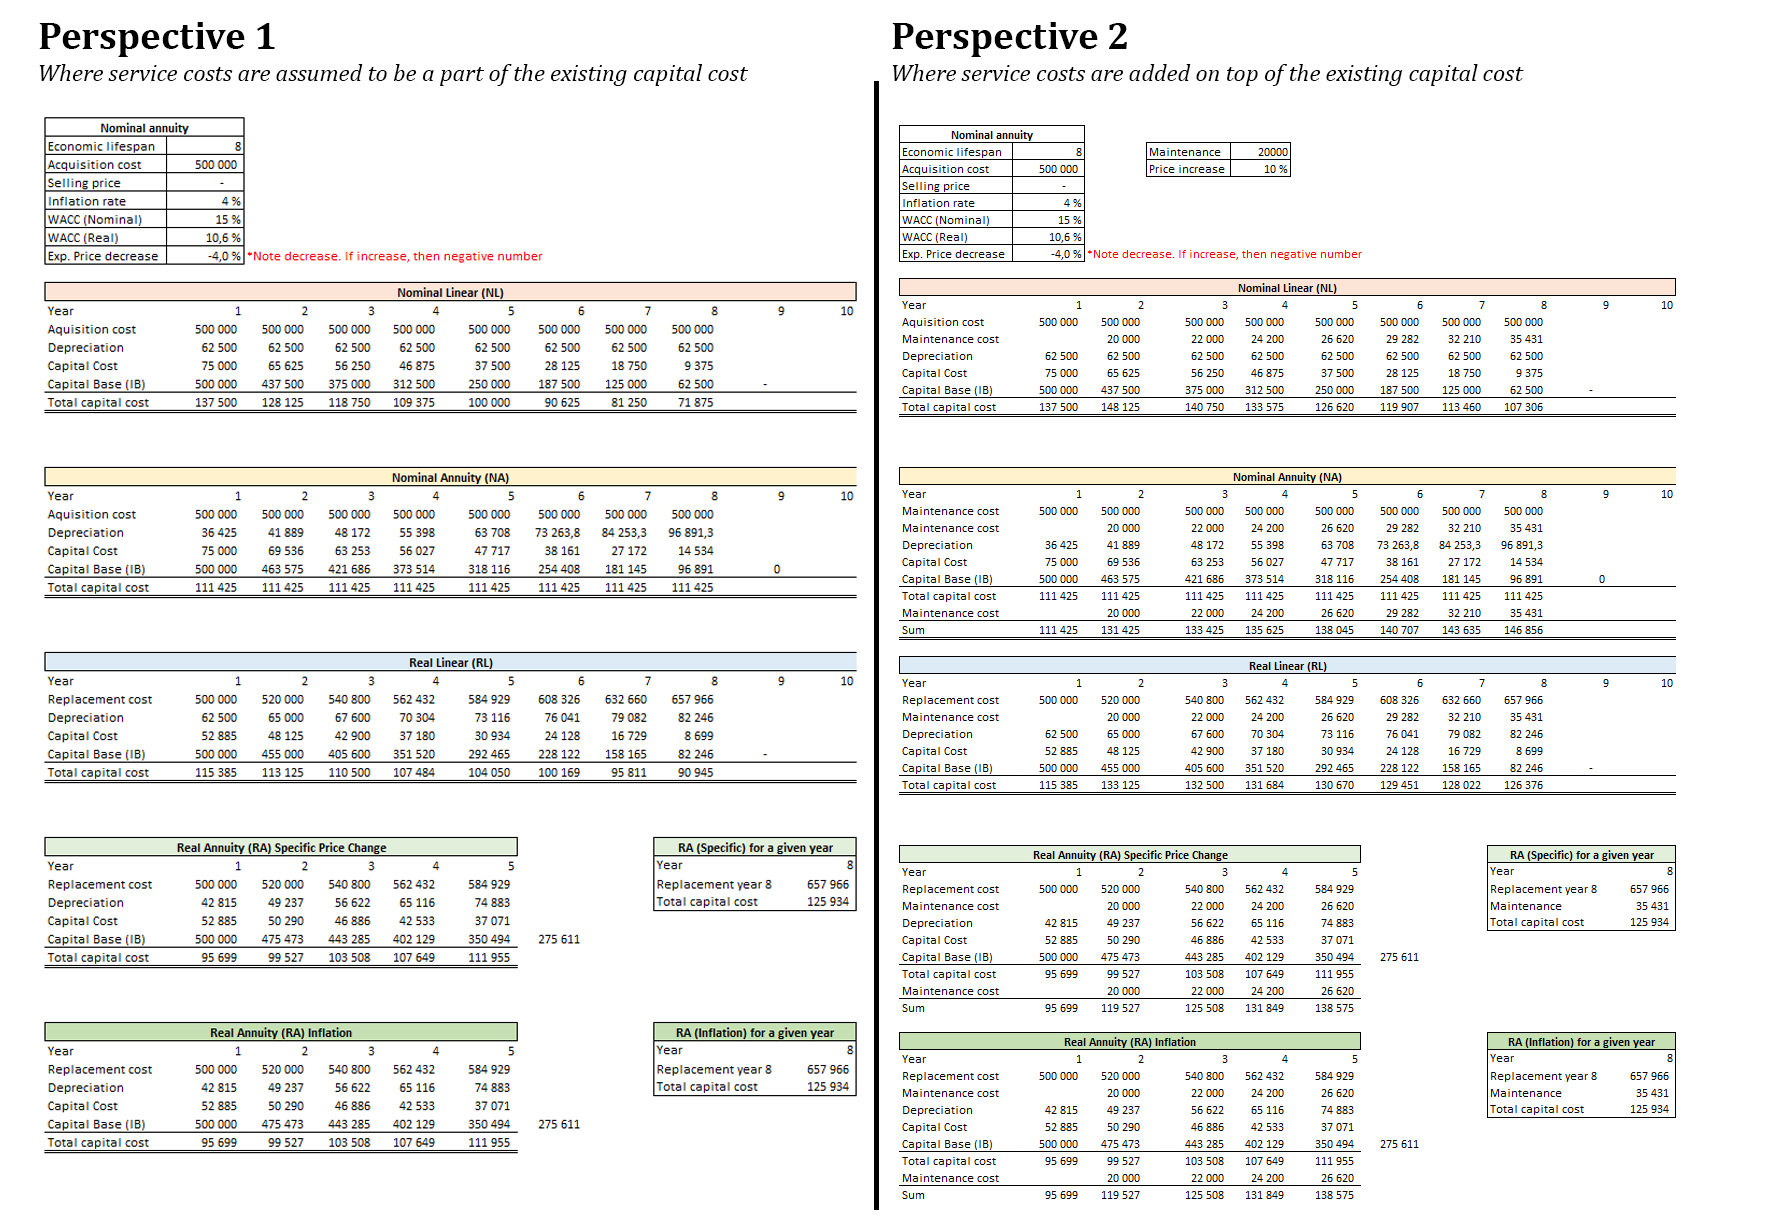 Perspective 1
Where service costs are assumed to be a part of the existing capital cost
Nominal annuity
Economic lifespan 8
Acquisition cost 500 000
Selling price -
Inflation rate 4 %
WACC (Nominal) 15 %
WACC (Real) 10,6 %
Exp. Price decrease -4,0 % *Note decrease. If increase, then negative number
Nominal Linear (NL)
Year 1 2 3 4 5 6 7 8 9 10
Aquisition cost 500 000 500 000 500 000 500 000 500 000 500 000 500 000 500 000
Depreciation 62 500 62 500 62 500 62 500 62 500 62 500 62 500 62 500
Capital Cost 75 000 65 625 56 250 46 875 37 500 28 125 18 750 9 375
Capital Base (IB) 500 000 437 500 375 000 312 500 250 000 187 500 125 000 62 500 -
Total capital cost 137 500 128 125 118 750 109 375 100 000 90 625 81 250 71 875
Nominal Annuity (NA)
Year 1 2 3 4 5 6 7 8 9 10
Aquisition cost 500 000 500 000 500 000 500 000 500 000 500 000 500 000 500 000
Depreciation 36 425 41 889 48 172 55 398 63 708 73 263,8 84 253,3 96 891,3
Capital Cost 75 000 69 536 63 253 56 027 47 717 38 161 27 172 14 534
Capital Base (IB) 500 000 463 575 421 686 373 514 318 116 254 408 181 145 96 891 0
Total capital cost 111 425 111 425 111 425 111 425 111 425 111 425 111 425 111 425
Real Linear (RL)
Year 1 2 3 4 5 6 7 8 9 10
Replacement cost 500 000 520 000 540 800 562 432 584 929 608 326 632 660 657 966
Depreciation 62 500 65 000 67 600 70 304 73 116 76 041 79 082 82 246
Capital Cost 52 885 48 125 42 900 37 180 30 934 24 128 16 729 8 699
Capital Base (IB) 500 000 455 000 405 600 351 520 292 465 228 122 158 165 82 246 -
Total capital cost 115 385 113 125 110 500 107 484 104 050 100 169 95 811 90 945
Real Annuity (RA) Specific Price Change
Year 1 2 3 4 5
Replacement cost 500 000 520 000 540 800 562 432 584 929
Depreciation 42 815 49 237 56 622 65 116 74 883
Capital Cost 52 885 50 290 46 886 42 533 37 071
Capital Base (IB) 500 000 475 473 443 285 402 129 350 494 275 611
Total capital cost 95 699 99 527 103 508 107 649 111 955
RA (Specific) for a given year
Year 8
Replacement year 8 657 966
Total capital cost 125 934
Real Annuity (RA) Inflation
Year 1 2 3 4 5
Replacement cost 500 000 520 000 540 800 562 432 584 929
Depreciation 42 815 49 237 56 622 65 116 74 883
Capital Cost 52 885 50 290 46 886 42 533 37 071
Capital Base (IB) 500 000 475 473 443 285 402 129 350 494 275 611
Total capital cost 95 699 99 527 103 508 107 649 111 955
RA (Inflation) for a given year
Year 8
Replacement year 8 657 966
Total capital cost 125 934
Perspective 2
Where service costs are added on top of the existing capital cost
Nominal annuity
Economic lifespan 8
Acquisition cost 500 000
Selling price -
Inflation rate 4 %
WACC (Nominal) 15 %
WACC (Real) 10,6 %
Exp. Price decrease -4,0 % *Note decrease. If increase, then negative number
Maintenance 20000
Price increase 10 %
Nominal Linear (NL)
Year 1 2 3 4 5 6 7 8 9 10
Aquisition cost 500 000 500 000 500 000 500 000 500 000 500 000 500 000 500 000
Maintenance cost 20 000 22 000 24 200 26 620 29 282 32 210 35 431
Depreciation 62 500 62 500 62 500 62 500 62 500 62 500 62 500 62 500
Capital Cost 75 000 65 625 56 250 46 875 37 500 28 125 18 750 9 375
Capital Base (IB) 500 000 437 500 375 000 312 500 250 000 187 500 125 000 62 500 -
Total capital cost 137 500 148 125 140 750 133 575 126 620 119 907 113 460 107 306
Nominal Annuity (NA)
Year 1 2 3 4 5 6 7 8 9 10
Maintenance cost 500 000 500 000 500 000 500 000 500 000 500 000 500 000 500 000
Maintenance cost 20 000 22 000 24 200 26 620 29 282 32 210 35 431
Depreciation 36 425 41 889 48 172 55 398 63 708 73 263,8 84 253,3 96 891,3
Capital Cost 75 000 69 536 63 253 56 027 47 717 38 161 27 172 14 534
Capital Base (IB) 500 000 463 575 421 686 373 514 318 116 254 408 181 145 96 891 0
Total capital cost 111 425 111 425 111 425 111 425 111 425 111 425 111 425 111 425
Maintenance cost 20 000 22 000 24 200 26 620 29 282 32 210 35 431
Sum 111 425 131 425 133 425 135 625 138 045 140 707 143 635 146 856
Real Linear (RL)
Year 1 2 3 4 5 6 7 8 9 10
Replacement cost 500 000 520 000 540 800 562 432 584 929 608 326 632 660 657 966
Maintenance cost 20 000 22 000 24 200 26 620 29 282 32 210 35 431
Depreciation 62 500 65 000 67 600 70 304 73 116 76 041 79 082 82 246
Capital Cost 52 885 48 125 42 900 37 180 30 934 24 128 16 729 8 699
Capital Base (IB) 500 000 455 000 405 600 351 520 292 465 228 122 158 165 82 246 -
Total capital cost 115 385 133 125 132 500 131 684 130 670 129 451 128 022 126 376
Real Annuity (RA) Specific Price Change
Year 1 2 3 4 5
Replacement cost 500 000 520 000 540 800 562 432 584 929
Maintenance cost 20 000 22 000 24 200 26 620
Depreciation 42 815 49 237 56 622 65 116 74 883
Capital Cost 52 885 50 290 46 886 42 533 37 071
Capital Base (IB) 500 000 475 473 443 285 402 129 350 494 275 611
Total capital cost 95 699 99 527 103 508 107 649 111 955
Maintenance cost 20 000 22 000 24 200 26 620
Sum 95 699 119 527 125 508 131 849 138 575
RA (Specific) for a given year
Year 8
Replacement year 8 657 966
Maintenance 35 431
Total capital cost 125 934
Real Annuity (RA) Inflation
Year 1 2 3 4 5
Replacement cost 500 000 520 000 540 800 562 432 584 929
Maintenance cost 20 000 22 000 24 200 26 620
Depreciation 42 815 49 237 56 622 65 116 74 883
Capital Cost 52 885 50 290 46 886 42 533 37 071
Capital Base (IB) 500 000 475 473 443 285 402 129 350 494 275 611
Total capital cost 95 699 99 527 103 508 107 649 111 955
Maintenance cost 20 000 22 000 24 200 26 620
Sum 95 699 119 527 125 508 131 849 138 575
RA (Inflation) for a given year
Year 8
Replacement year 8 657 966
Maintenance 35 431
Total capital cost 125 934